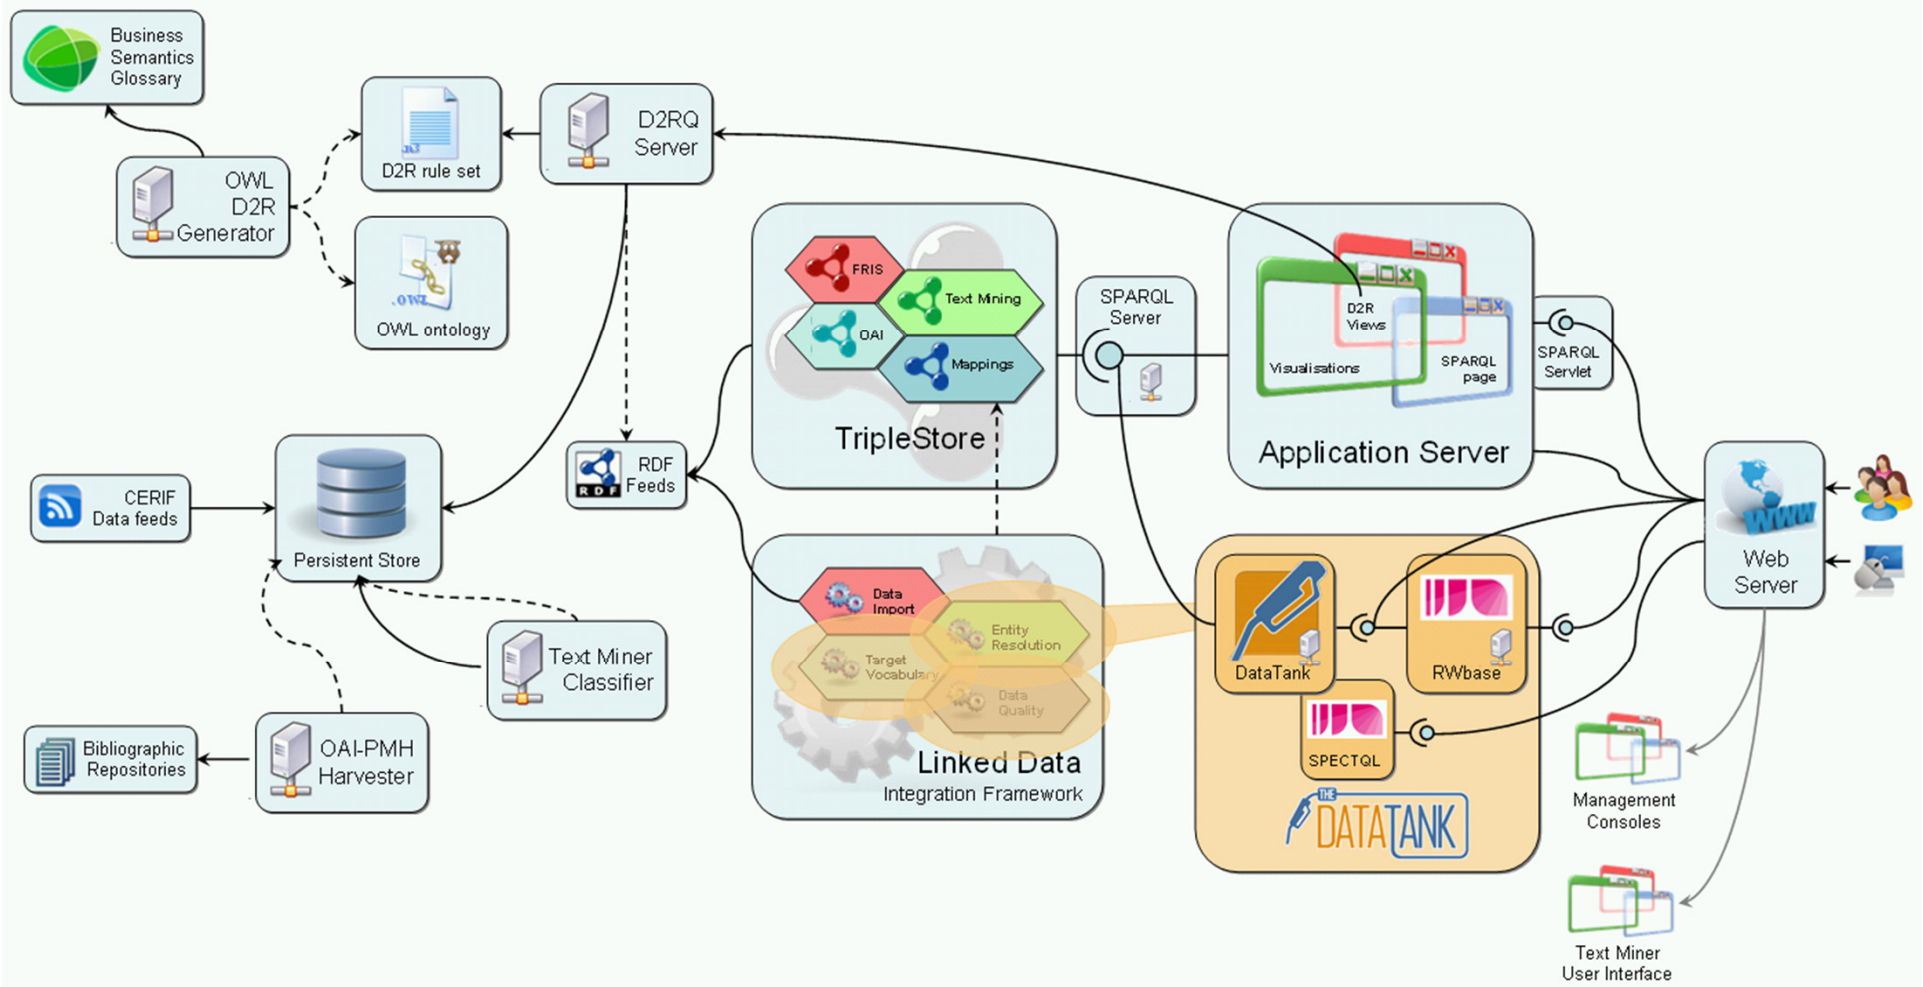 Business
Semantics
Glossary
OWL
D2R
Generator
D2R rule set
D2RQ
Server
.OWL
OWL ontology
CERIF
Data feeds
Persistent Store
Text Miner
Classifier
Bibliographic
Repositories
OAI-PMH
Harvester
RDF
RDF
Feeds
FRIS
Text Mining
OAI
Mappings
TripleStore
SPARQL
Server
D2R
Views
Visualisations
SPARQL
page
Application Server
SPARQL
Servlet
Data
Import
Entity
Resolution
Target
Vocabulary
Data
Quality
Linked Data
Integration Framework
DataTank
RWbase
SPECTQL
THE
DATATANK
WWW
Web
Server
Management
Consoles
Text Miner
User Interface